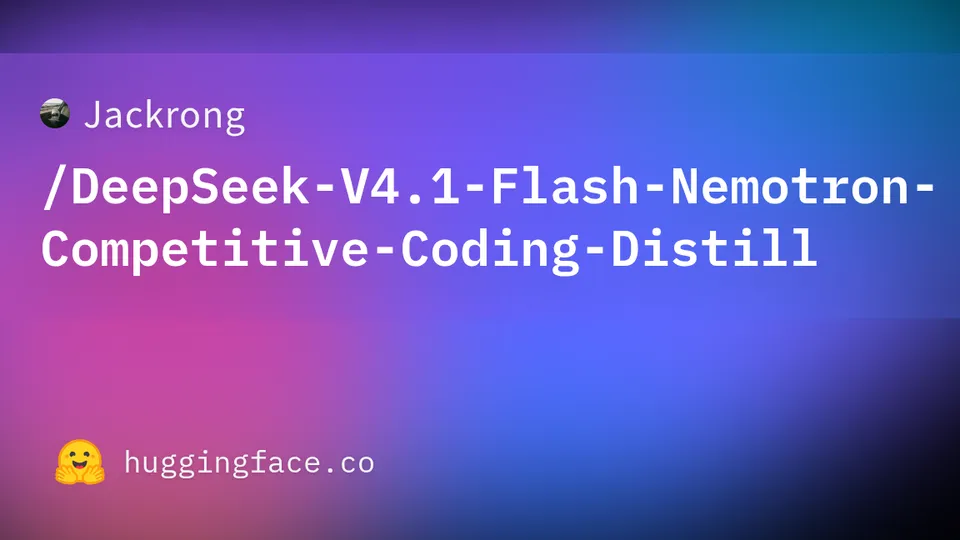 Jackrong
/DeepSeek-V4.1-Flash-Nemotron-
Competitive-Coding-Distill
huggingface.co